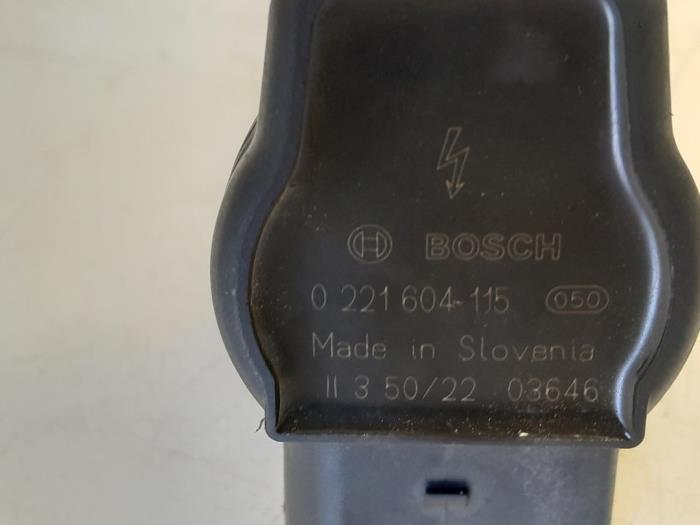 BOSCH
0 221 604-115 050
Made in Slovenia
II 3 50/22 03646